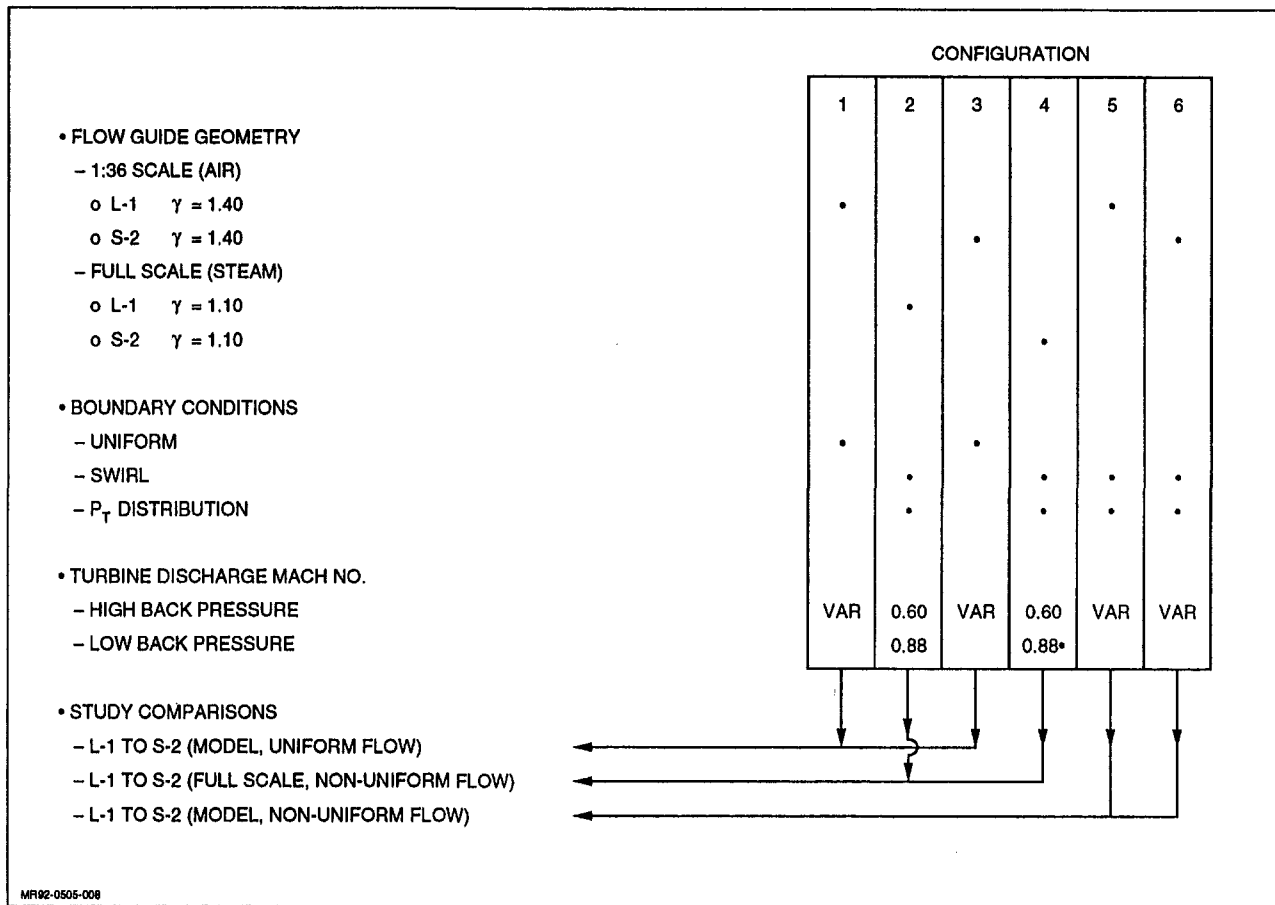 CONFIGURATION
1 2 3 4 5 6
• FLOW GUIDE GEOMETRY
– 1:36 SCALE (AIR)
o L-1 γ = 1.40 • •
o S-2 γ = 1.40 • •
– FULL SCALE (STEAM)
o L-1 γ = 1.10 •
o S-2 γ = 1.10 •
• BOUNDARY CONDITIONS
– UNIFORM • •
– SWIRL • • • •
– P_T DISTRIBUTION • • • •
• TURBINE DISCHARGE MACH NO.
– HIGH BACK PRESSURE VAR 0.60 VAR 0.60 VAR VAR
– LOW BACK PRESSURE 0.88 0.88•
• STUDY COMPARISONS
– L-1 TO S-2 (MODEL, UNIFORM FLOW)
– L-1 TO S-2 (FULL SCALE, NON-UNIFORM FLOW)
– L-1 TO S-2 (MODEL, NON-UNIFORM FLOW)
MR92-0505-008